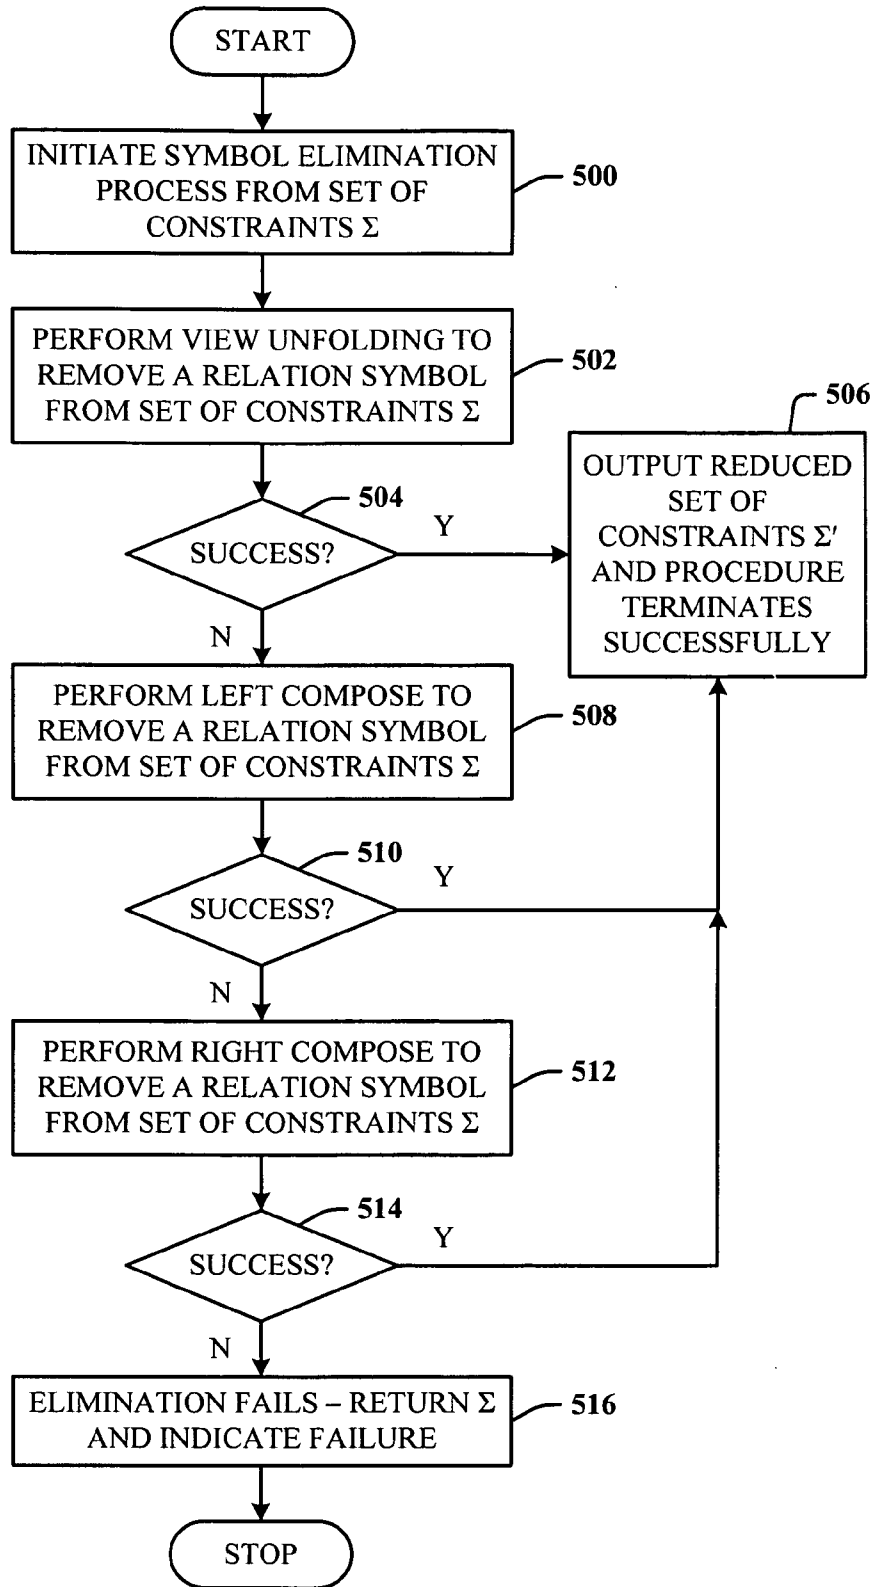 START
INITIATE SYMBOL ELIMINATION
PROCESS FROM SET OF
CONSTRAINTS Σ
500
PERFORM VIEW UNFOLDING TO
REMOVE A RELATION SYMBOL
FROM SET OF CONSTRAINTS Σ
502
506
OUTPUT REDUCED
SET OF
CONSTRAINTS Σ′
AND PROCEDURE
TERMINATES
SUCCESSFULLY
504
SUCCESS?
Y
N
PERFORM LEFT COMPOSE TO
REMOVE A RELATION SYMBOL
FROM SET OF CONSTRAINTS Σ
508
510
SUCCESS?
Y
N
PERFORM RIGHT COMPOSE TO
REMOVE A RELATION SYMBOL
FROM SET OF CONSTRAINTS Σ
512
514
SUCCESS?
Y
N
ELIMINATION FAILS – RETURN Σ
AND INDICATE FAILURE
516
STOP